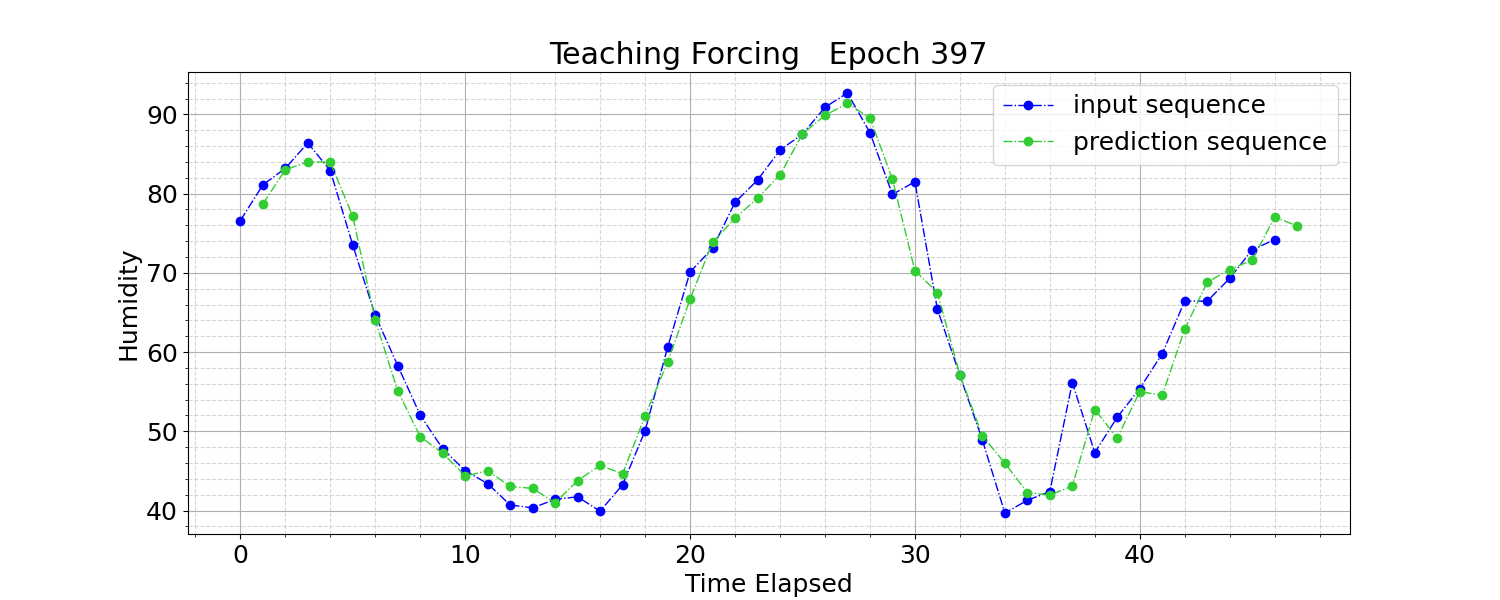 Teaching Forcing   Epoch 397
input sequence
prediction sequence
90
80
70
60
50
40
Humidity
0 10 20 30 40
Time Elapsed